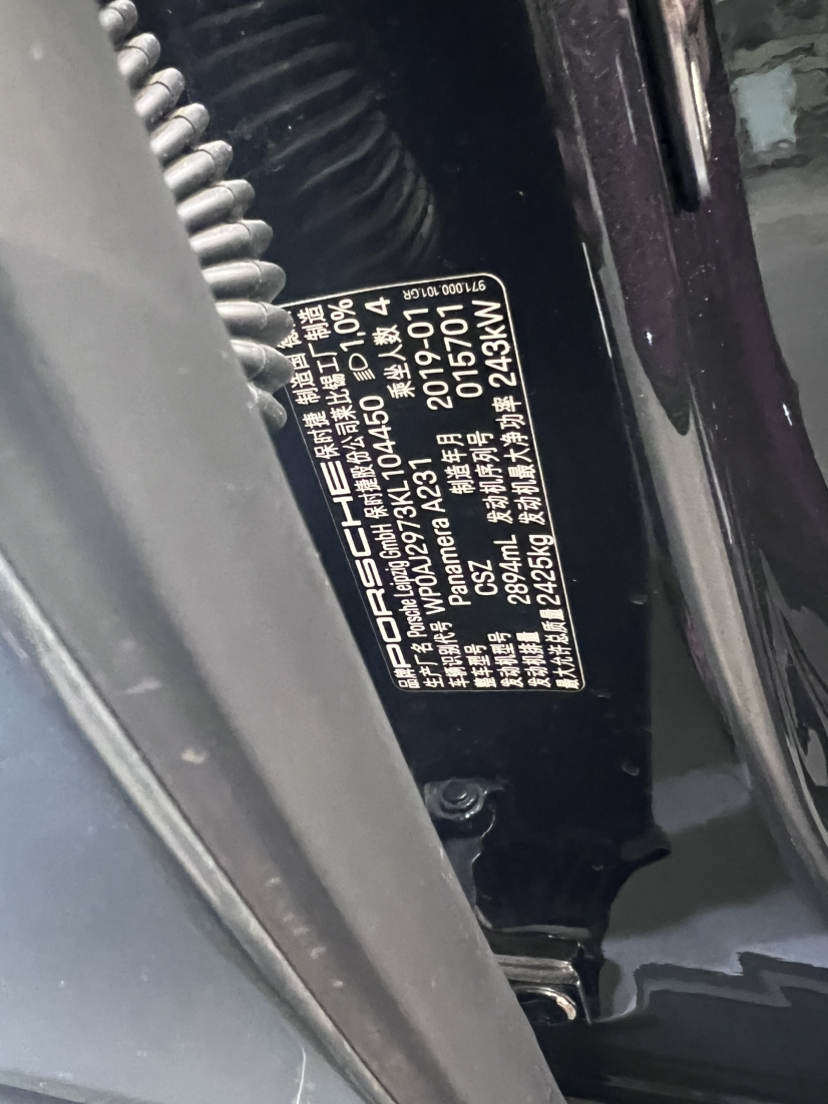 品牌 PORSCHE 保时捷 制造国 德
生产厂名 Porsche Leipzig GmbH 保时捷股份公司莱比锡工厂制造
车辆识别代号 WP0AJ2973KL104450 1,0%
整车型号 Panamera A231 乘坐人数 4
发动机型号 CSZ 制造年月 2019-01
发动机排量 2894mL 发动机序列号 015701
最大允许总质量 2425kg 发动机最大净功率 243kW
971.000.101.GR